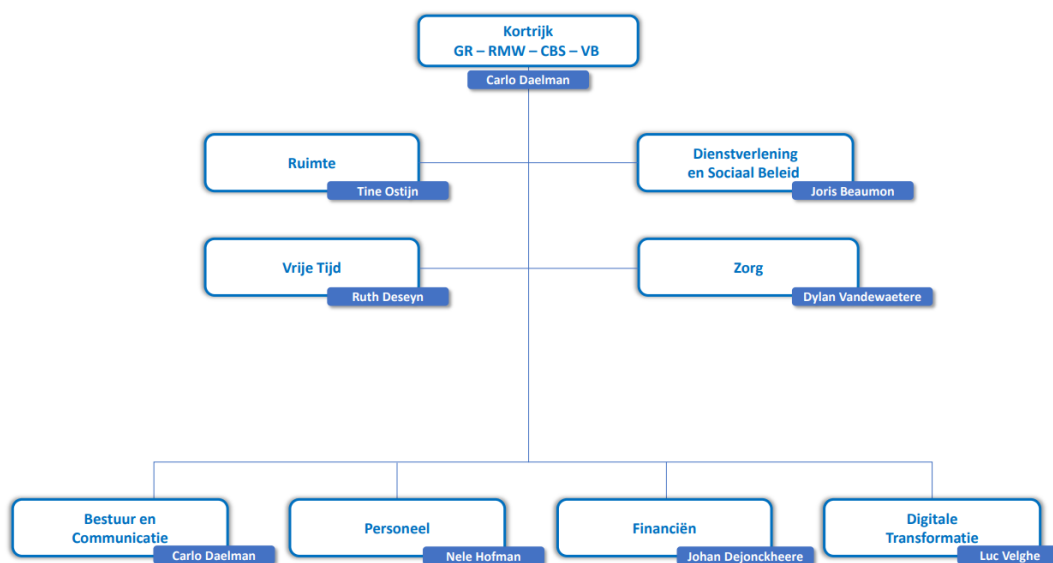 Kortrijk
GR – RMW – CBS – VB
Carlo Daelman
Ruimte
Tine Ostijn
Dienstverlening
en Sociaal Beleid
Joris Beaumon
Vrije Tijd
Ruth Deseyn
Zorg
Dylan Vandewaetere
Bestuur en
Communicatie
Carlo Daelman
Personeel
Nele Hofman
Financiën
Johan Dejonckheere
Digitale
Transformatie
Luc Velghe